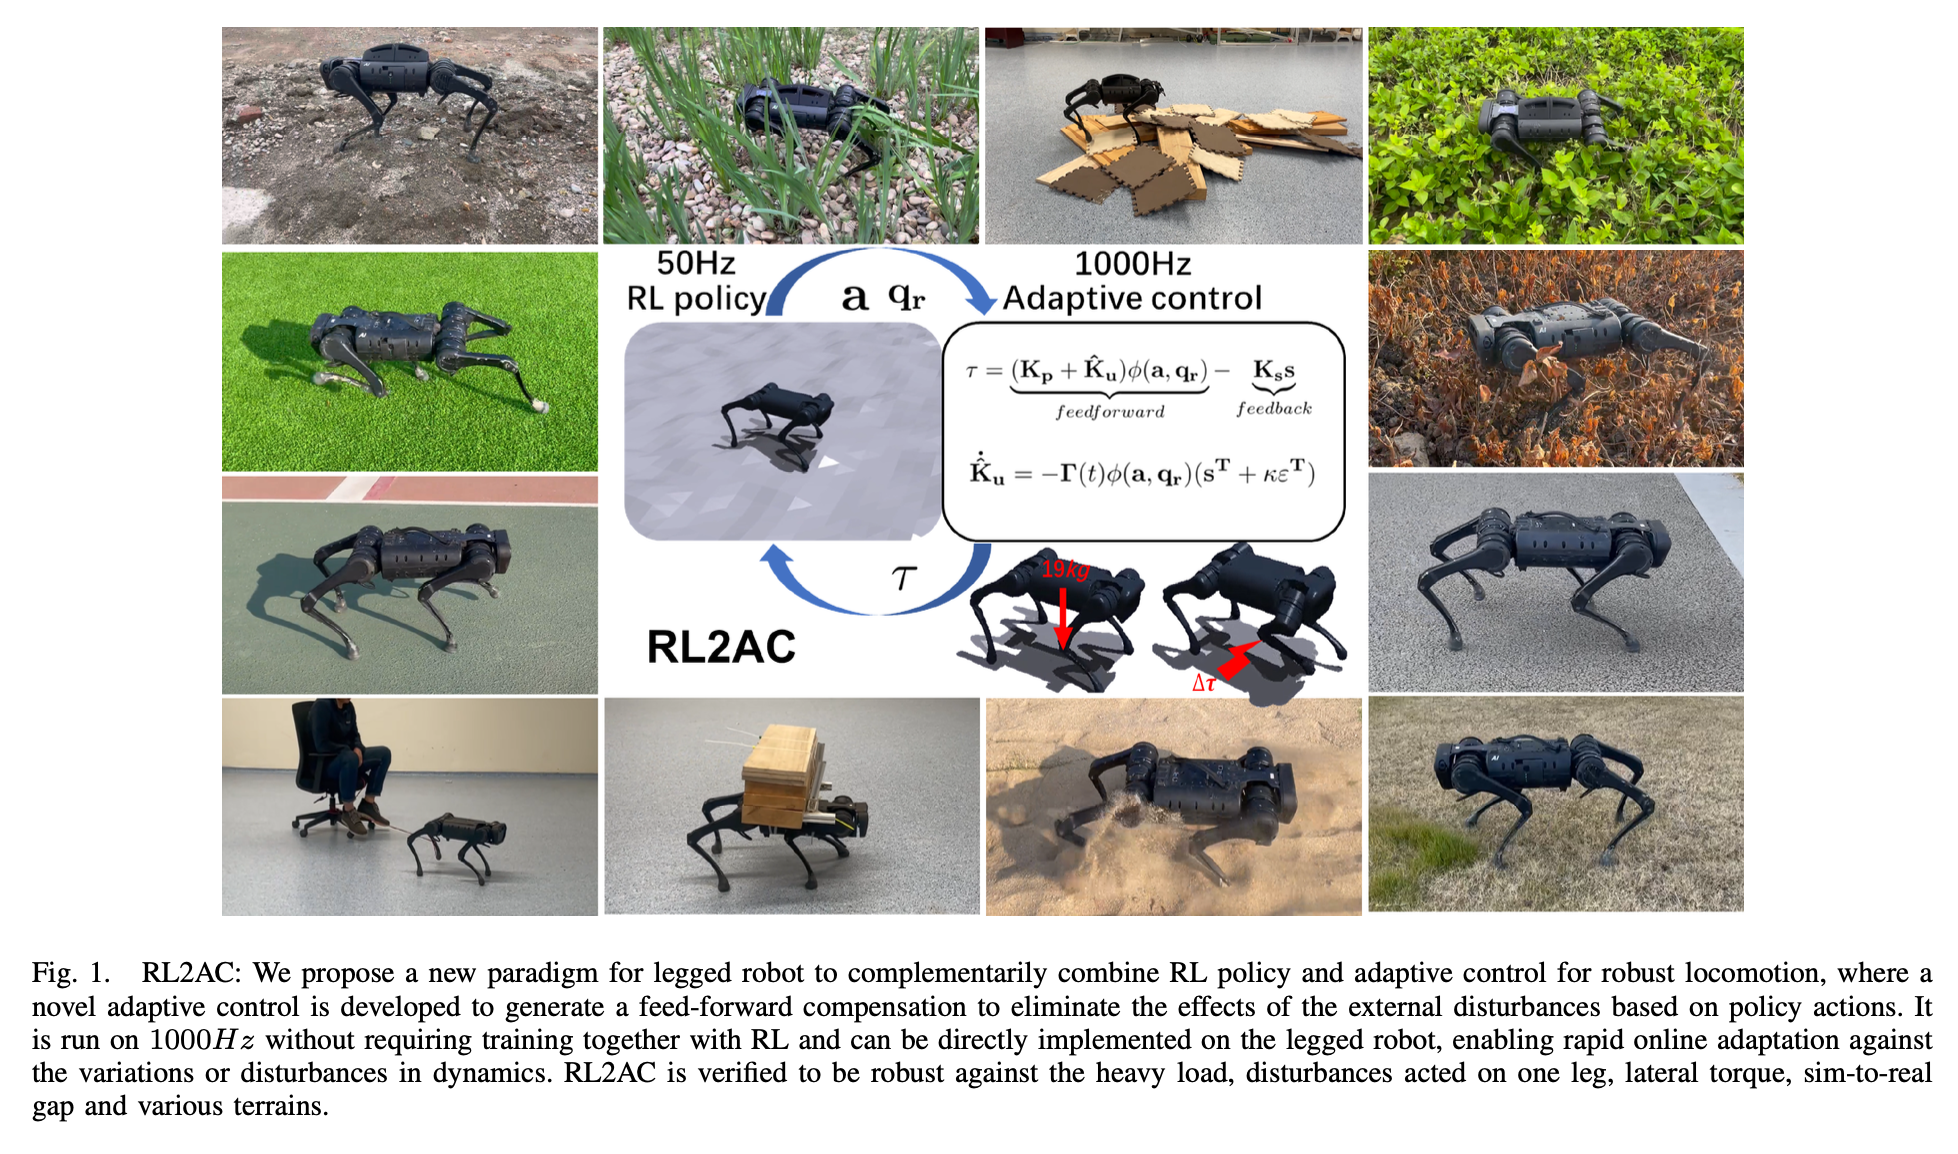 50Hz
RL policy
a q_r
1000Hz
Adaptive control
τ = (K_p + K̂_u)ϕ(a, q_r) − K_s s
feedforward
feedback
K̂̇_u = −Γ(t)ϕ(a, q_r)(s^T + κε^T)
τ
19kg
Δτ
RL2AC
Fig. 1. RL2AC: We propose a new paradigm for legged robot to complementarily combine RL policy and adaptive control for robust locomotion, where a
novel adaptive control is developed to generate a feed-forward compensation to eliminate the effects of the external disturbances based on policy actions. It
is run on 1000Hz without requiring training together with RL and can be directly implemented on the legged robot, enabling rapid online adaptation against
the variations or disturbances in dynamics. RL2AC is verified to be robust against the heavy load, disturbances acted on one leg, lateral torque, sim-to-real
gap and various terrains.